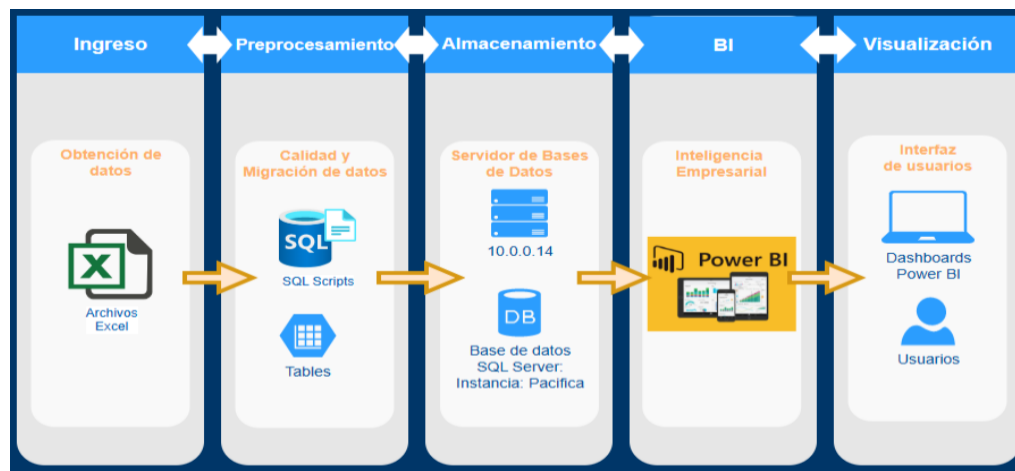 Ingreso
Preprocesamiento
Almacenamiento
BI
Visualización
Obtención de
datos
Archivos
Excel
Calidad y
Migración de datos
SQL
SQL Scripts
Tables
Servidor de Bases
de Datos
10.0.0.14
DB
Base de datos
SQL Server:
Instancia: Pacifica
Inteligencia
Empresarial
Power BI
Interfaz
de usuarios
Dashboards
Power BI
Usuarios